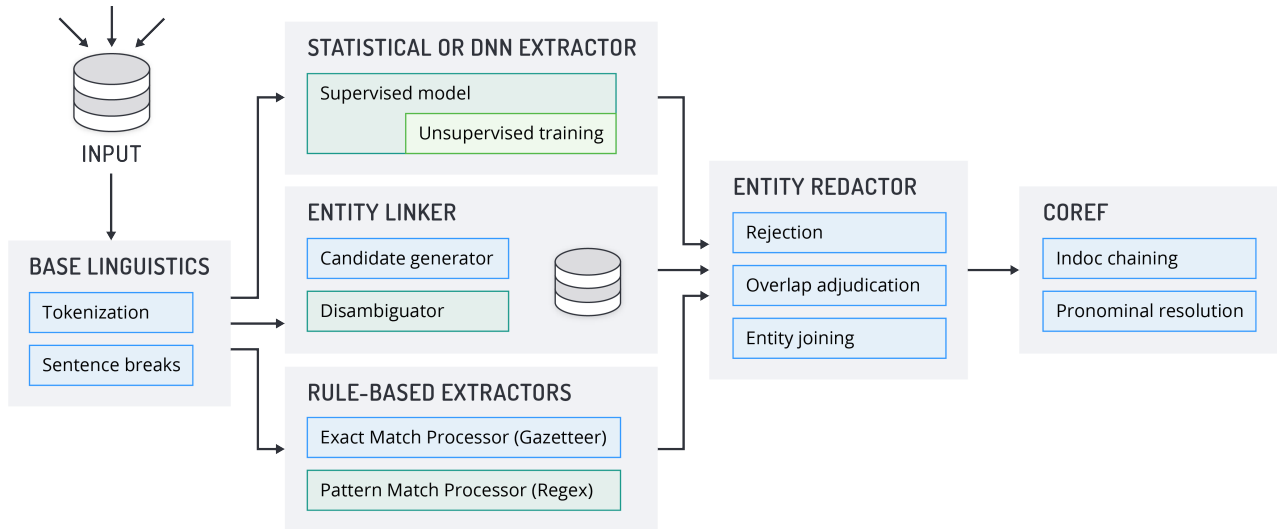 INPUT
BASE LINGUISTICS
Tokenization
Sentence breaks
STATISTICAL OR DNN EXTRACTOR
Supervised model
Unsupervised training
ENTITY LINKER
Candidate generator
Disambiguator
RULE-BASED EXTRACTORS
Exact Match Processor (Gazetteer)
Pattern Match Processor (Regex)
ENTITY REDACTOR
Rejection
Overlap adjudication
Entity joining
COREF
Indoc chaining
Pronominal resolution